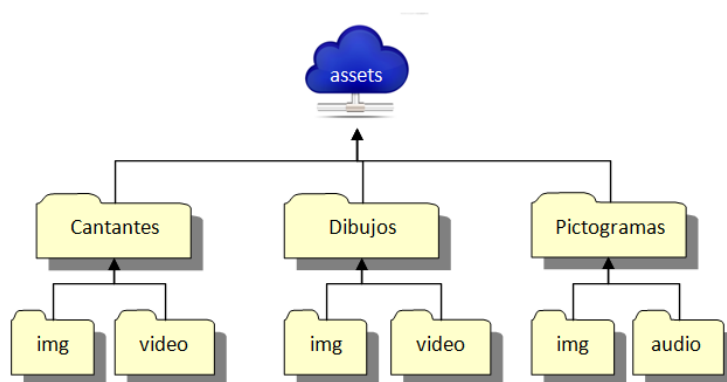 assets
Cantantes
Dibujos
Pictogramas
img
video
img
video
img
audio